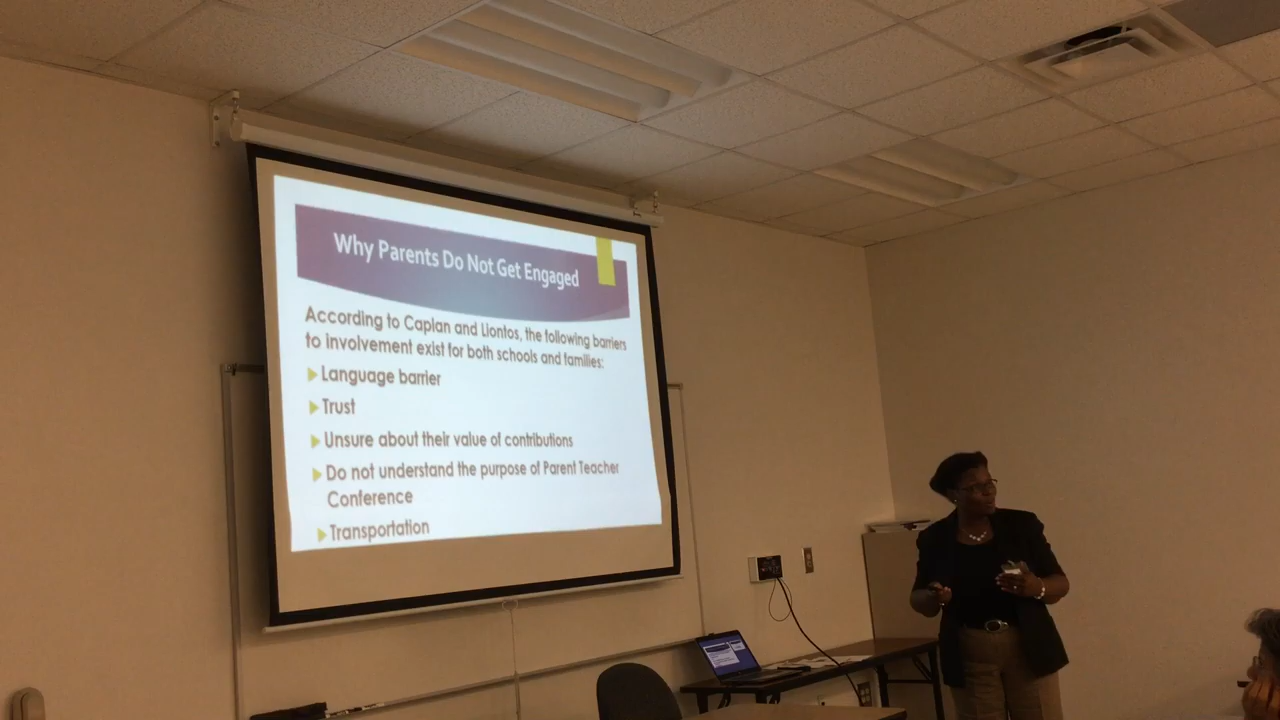 Why Parents Do Not Get Engaged
According to Caplan and Liontos, the following barriers
to involvement exist for both schools and families:
Language barrier
Trust
Unsure about their value of contributions
Do not understand the purpose of Parent Teacher
Conference
Transportation